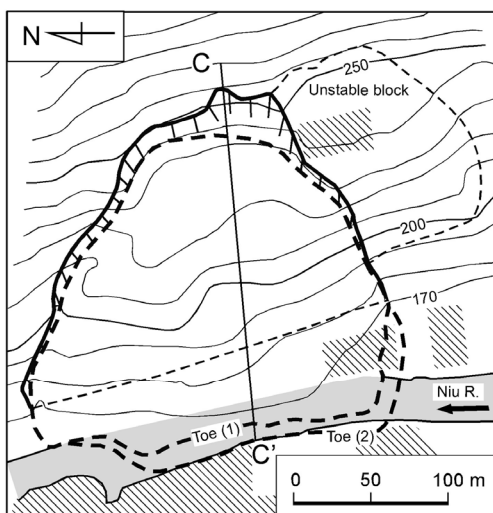 N
C
250
Unstable block
200
170
Niu R.
Toe (1)
Toe (2)
C'
0 50 100 m